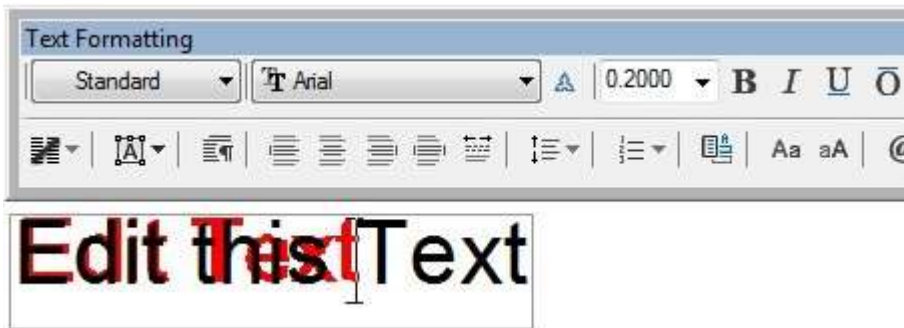 Text Formatting
Standard Arial 0.2000 B I U O
Aa aA @
Edit this Text